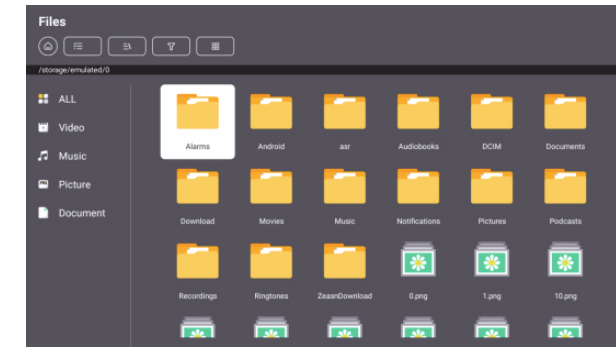 Files
/storage/emulated/0
ALL
Video
Music
Picture
Document
Alarms
Android
asr
Audiobooks
DCIM
Documents
Download
Movies
Music
Notifications
Pictures
Podcasts
Recordings
Ringtones
ZeasnDownload
0.png
1.png
10.png